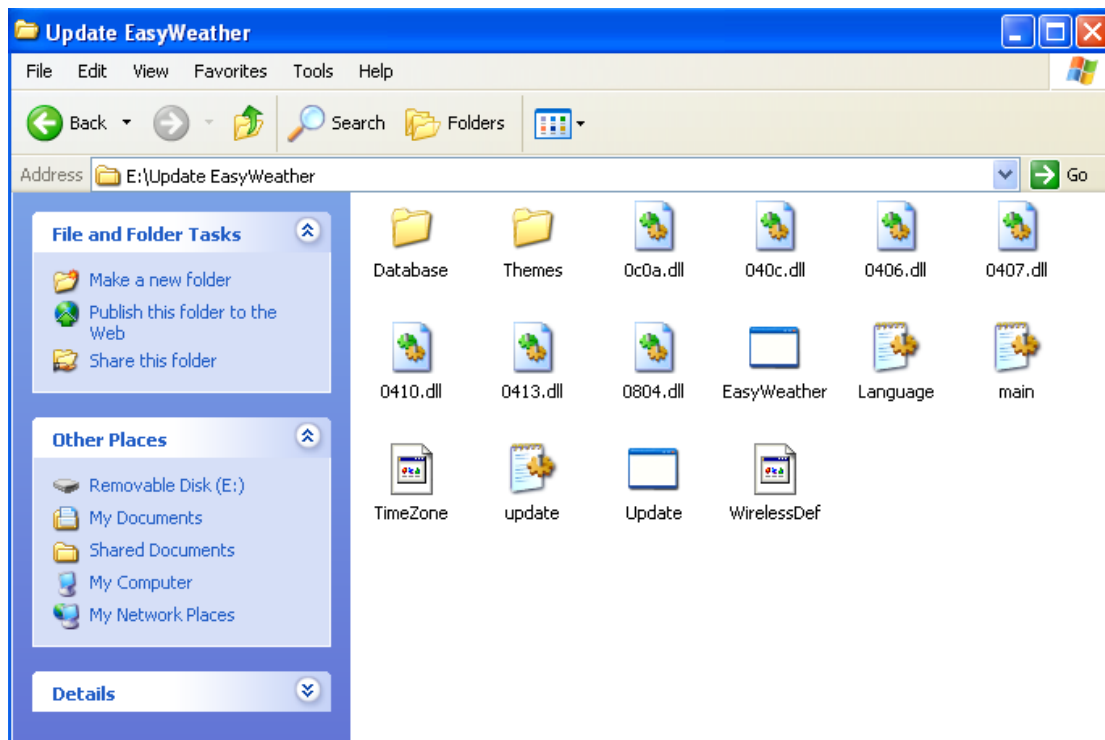 Update EasyWeather
File Edit View Favorites Tools Help
Back Search Folders
Address E:\Update EasyWeather Go
File and Folder Tasks
Make a new folder
Publish this folder to the
Web
Share this folder
Other Places
Removable Disk (E:)
My Documents
Shared Documents
My Computer
My Network Places
Details
Database Themes 0c0a.dll 040c.dll 0406.dll 0407.dll
0410.dll 0413.dll 0804.dll EasyWeather Language main
TimeZone update Update WirelessDef